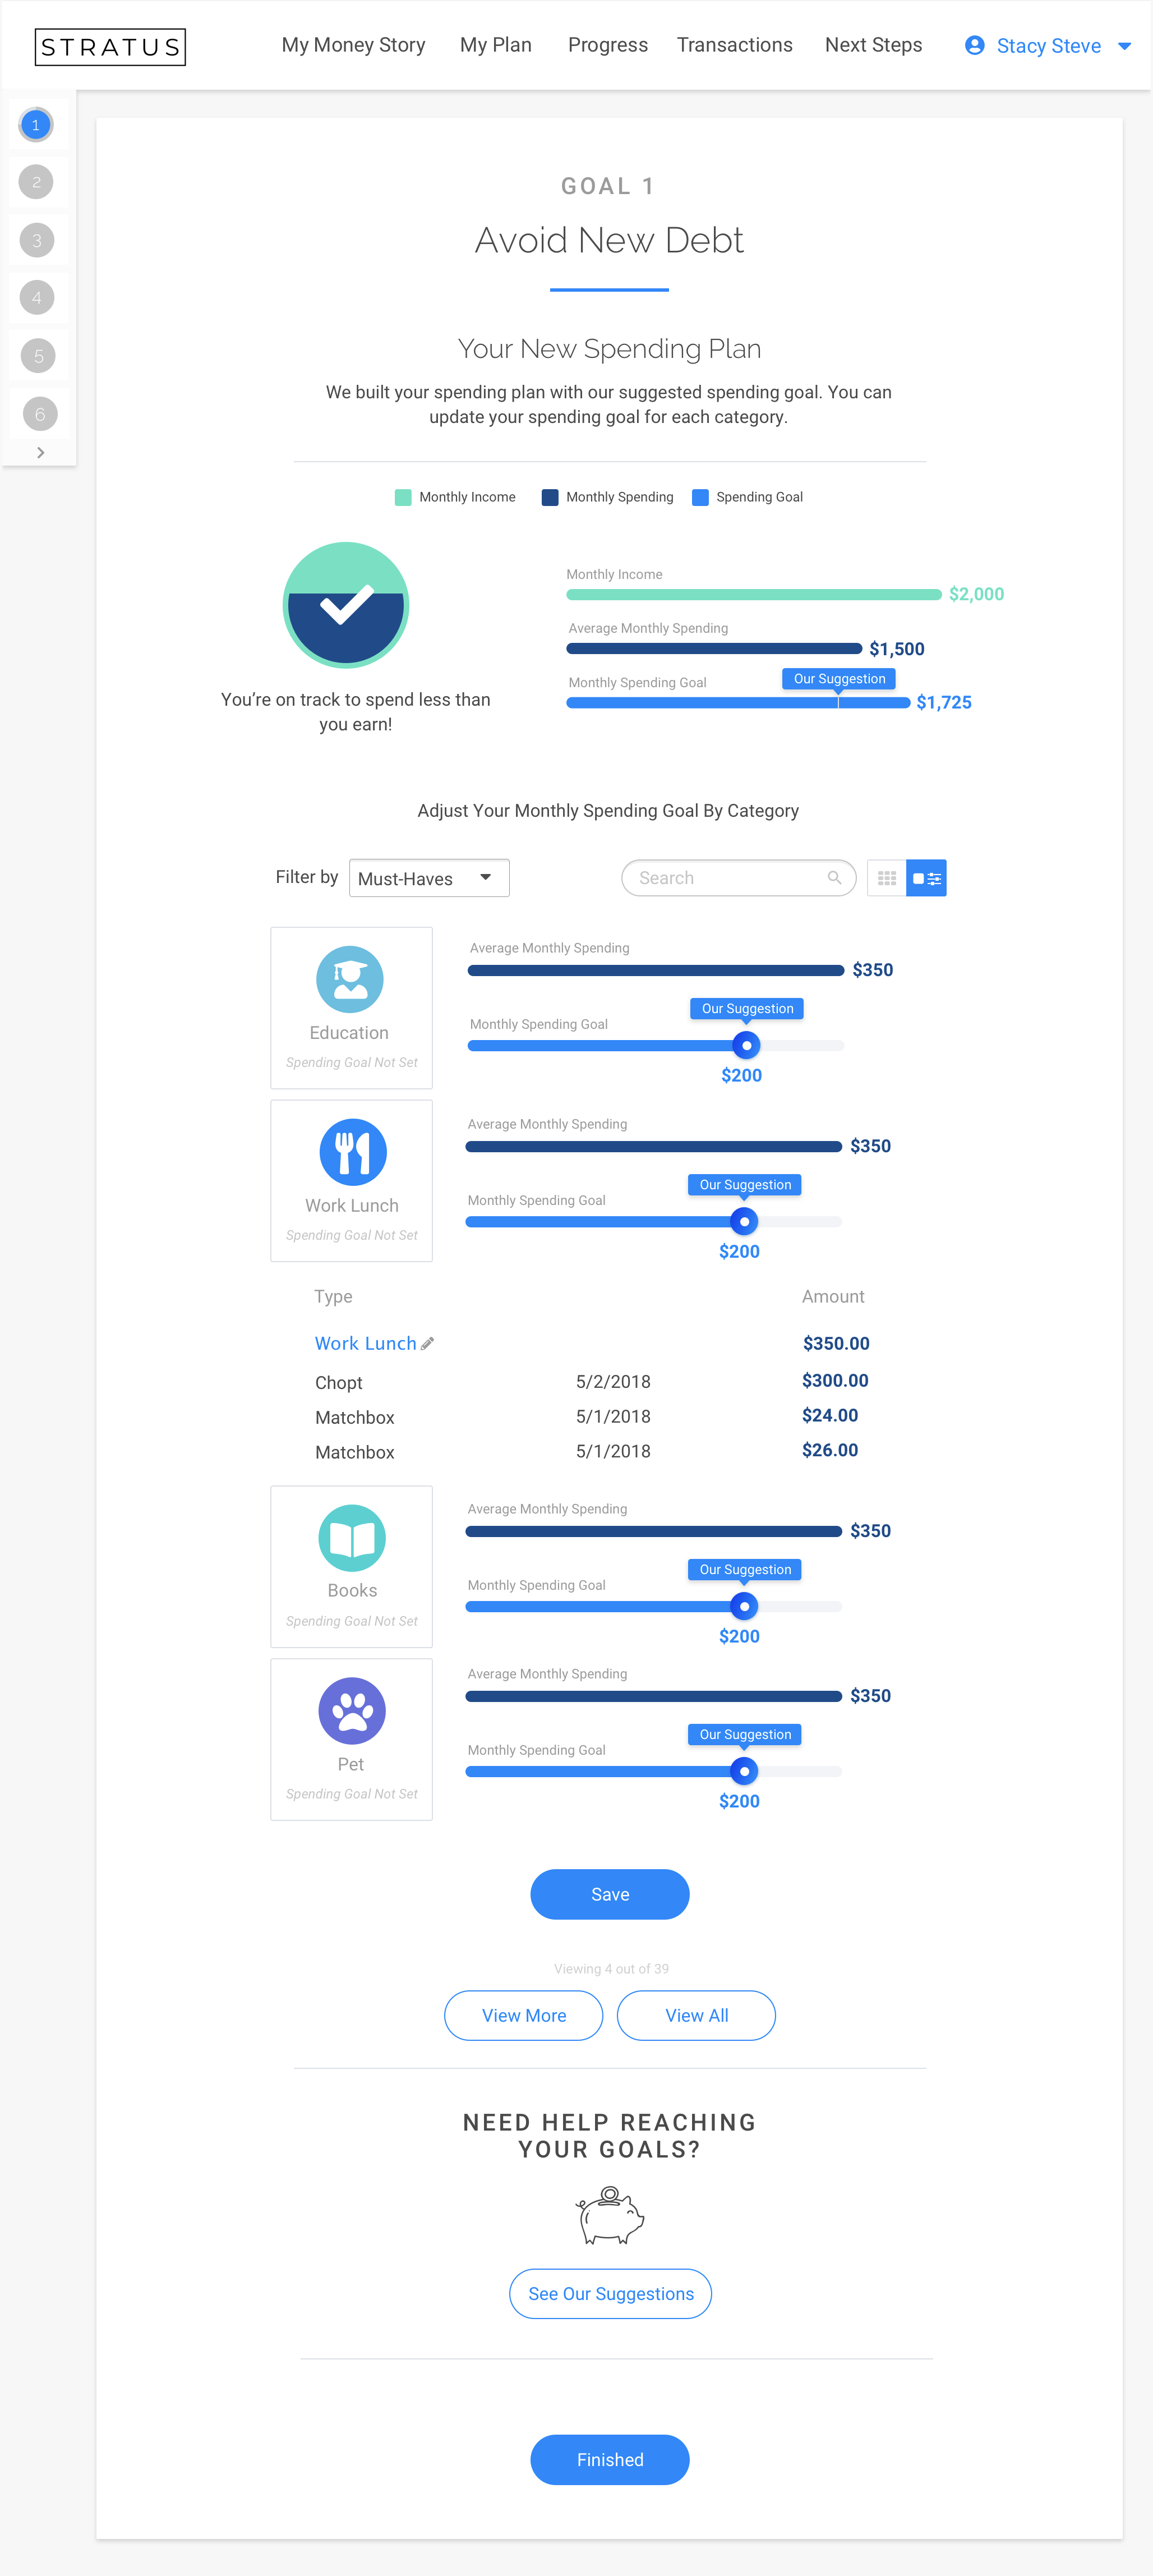 STRATUS
My Money Story
My Plan
Progress
Transactions
Next Steps
Stacy Steve
1
2
3
4
5
6
GOAL 1
Avoid New Debt
Your New Spending Plan
We built your spending plan with our suggested spending goal. You can
update your spending goal for each category.
Monthly Income
Monthly Spending
Spending Goal
You’re on track to spend less than
you earn!
Monthly Income
$2,000
Average Monthly Spending
$1,500
Monthly Spending Goal
Our Suggestion
$1,725
Adjust Your Monthly Spending Goal By Category
Filter by
Must-Haves
Search
Education
Spending Goal Not Set
Average Monthly Spending
$350
Our Suggestion
Monthly Spending Goal
$200
Work Lunch
Spending Goal Not Set
Average Monthly Spending
$350
Our Suggestion
Monthly Spending Goal
$200
Type Amount
Work Lunch $350.00
Chopt 5/2/2018 $300.00
Matchbox 5/1/2018 $24.00
Matchbox 5/1/2018 $26.00
Books
Spending Goal Not Set
Average Monthly Spending
$350
Our Suggestion
Monthly Spending Goal
$200
Pet
Spending Goal Not Set
Average Monthly Spending
$350
Our Suggestion
Monthly Spending Goal
$200
Save
Viewing 4 out of 39
View More
View All
NEED HELP REACHING
YOUR GOALS?
See Our Suggestions
Finished